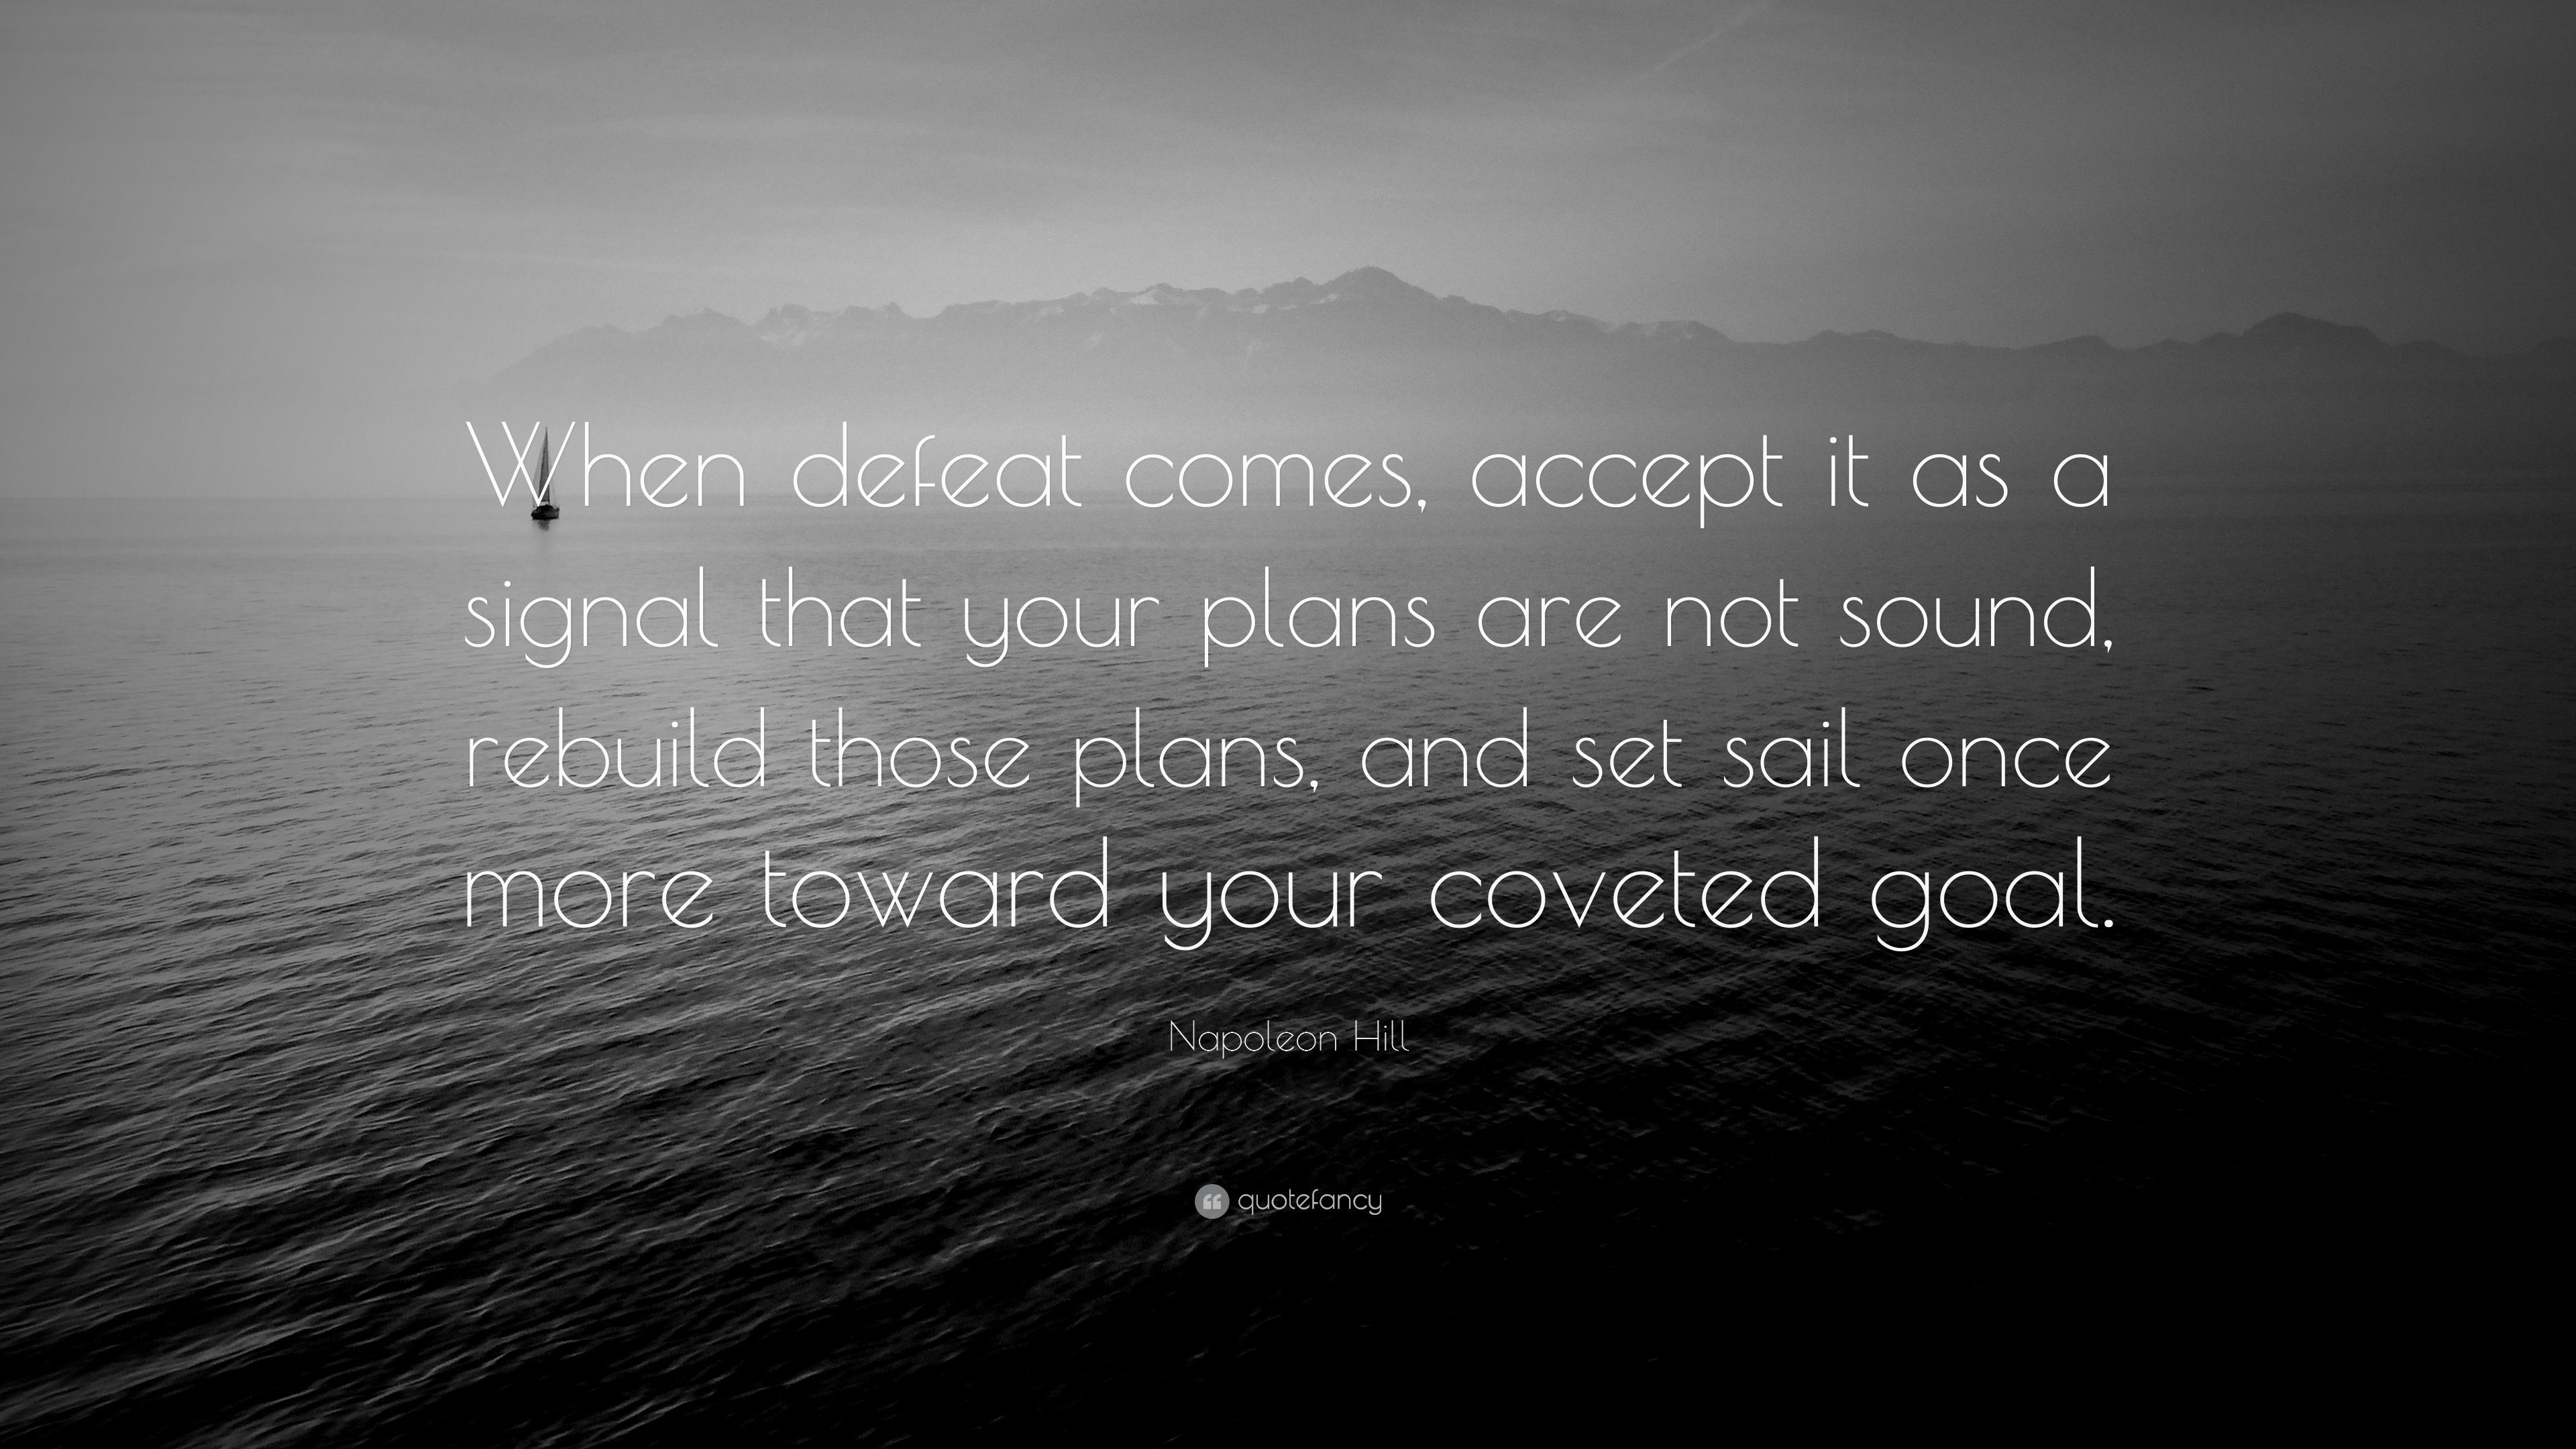 When defeat comes, accept it as a
signal that your plans are not sound,
rebuild those plans, and set sail once
more toward your coveted goal.
Napoleon Hill
quotefancy